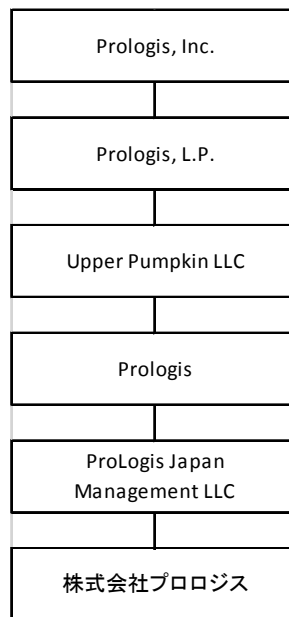 Prologis, Inc.
Prologis, L.P.
Upper Pumpkin LLC
Prologis
ProLogis Japan
Management LLC
株式会社プロロジス